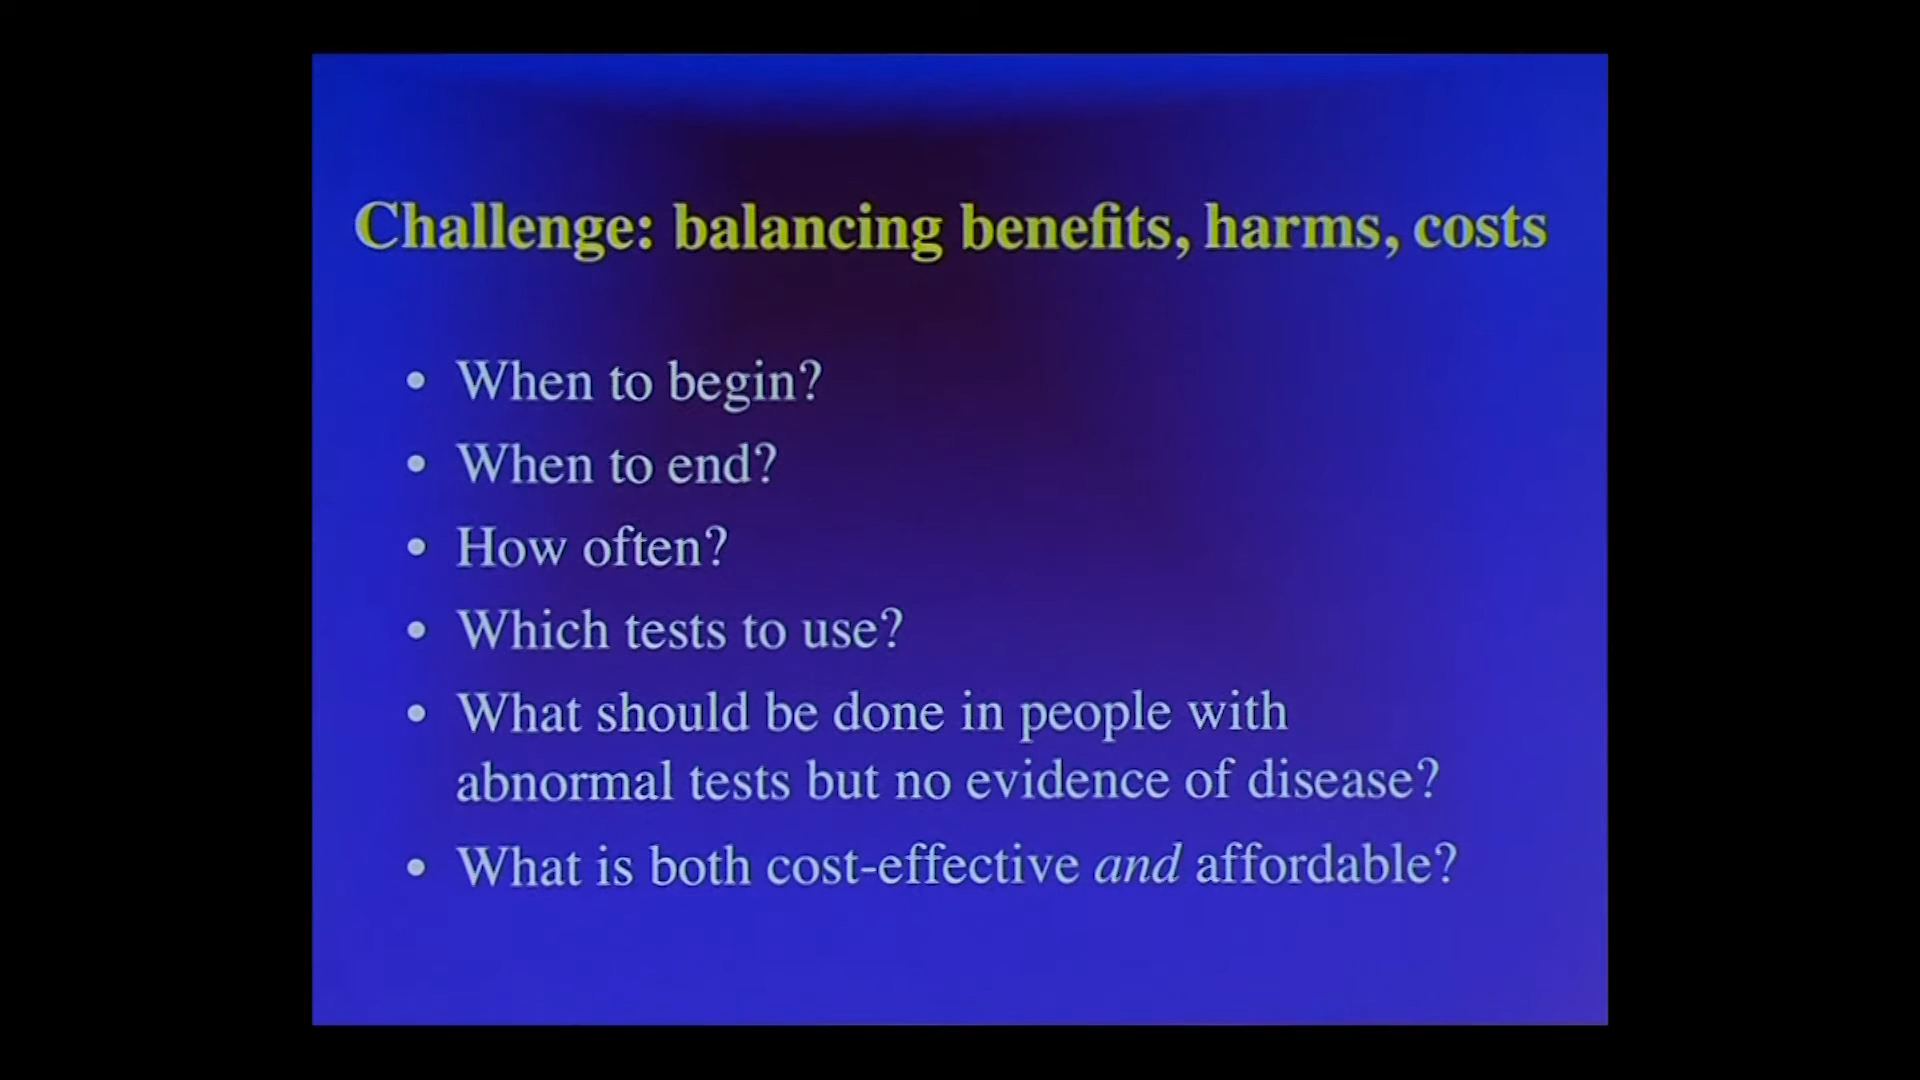 Challenge: balancing benefits, harms, costs
• When to begin?
• When to end?
• How often?
• Which tests to use?
• What should be done in people with
abnormal tests but no evidence of disease?
• What is both cost-effective and affordable?